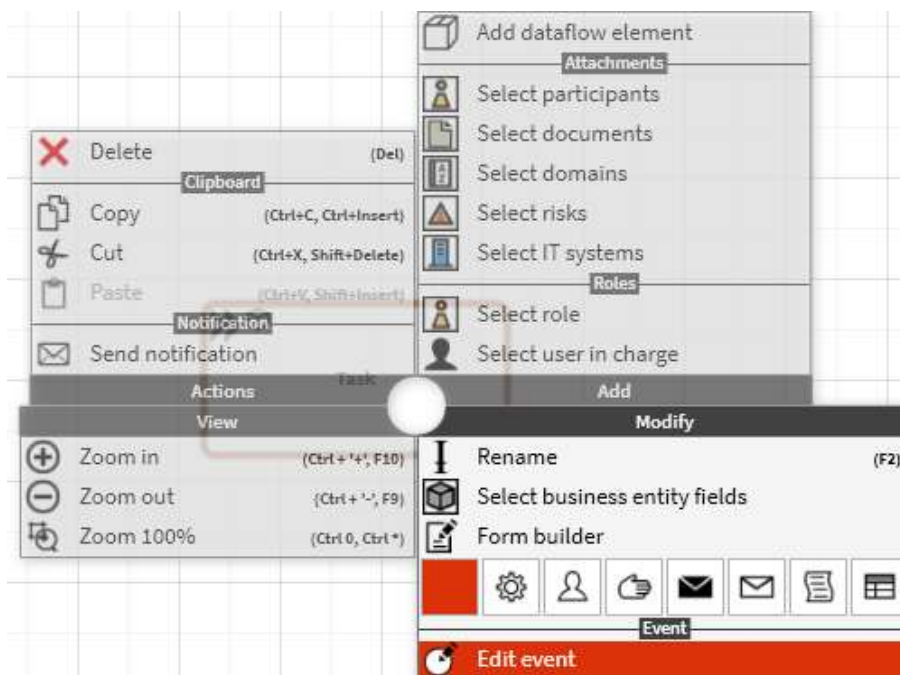 Add dataflow element
Attachments
Select participants
Select documents
Select domains
Select risks
Select IT systems
Roles
Select role
Select user in charge
Add
Delete (Del)
Clipboard
Copy (Ctrl+C, Ctrl+Insert)
Cut (Ctrl+X, Shift+Delete)
Paste (Ctrl+V, Shift+Insert)
Notification
Send notification
Task
Actions
View
Zoom in (Ctrl + '+', F10)
Zoom out (Ctrl + '-', F9)
Zoom 100% (Ctrl 0, Ctrl *)
Modify
Rename (F2)
Select business entity fields
Form builder
Event
Edit event